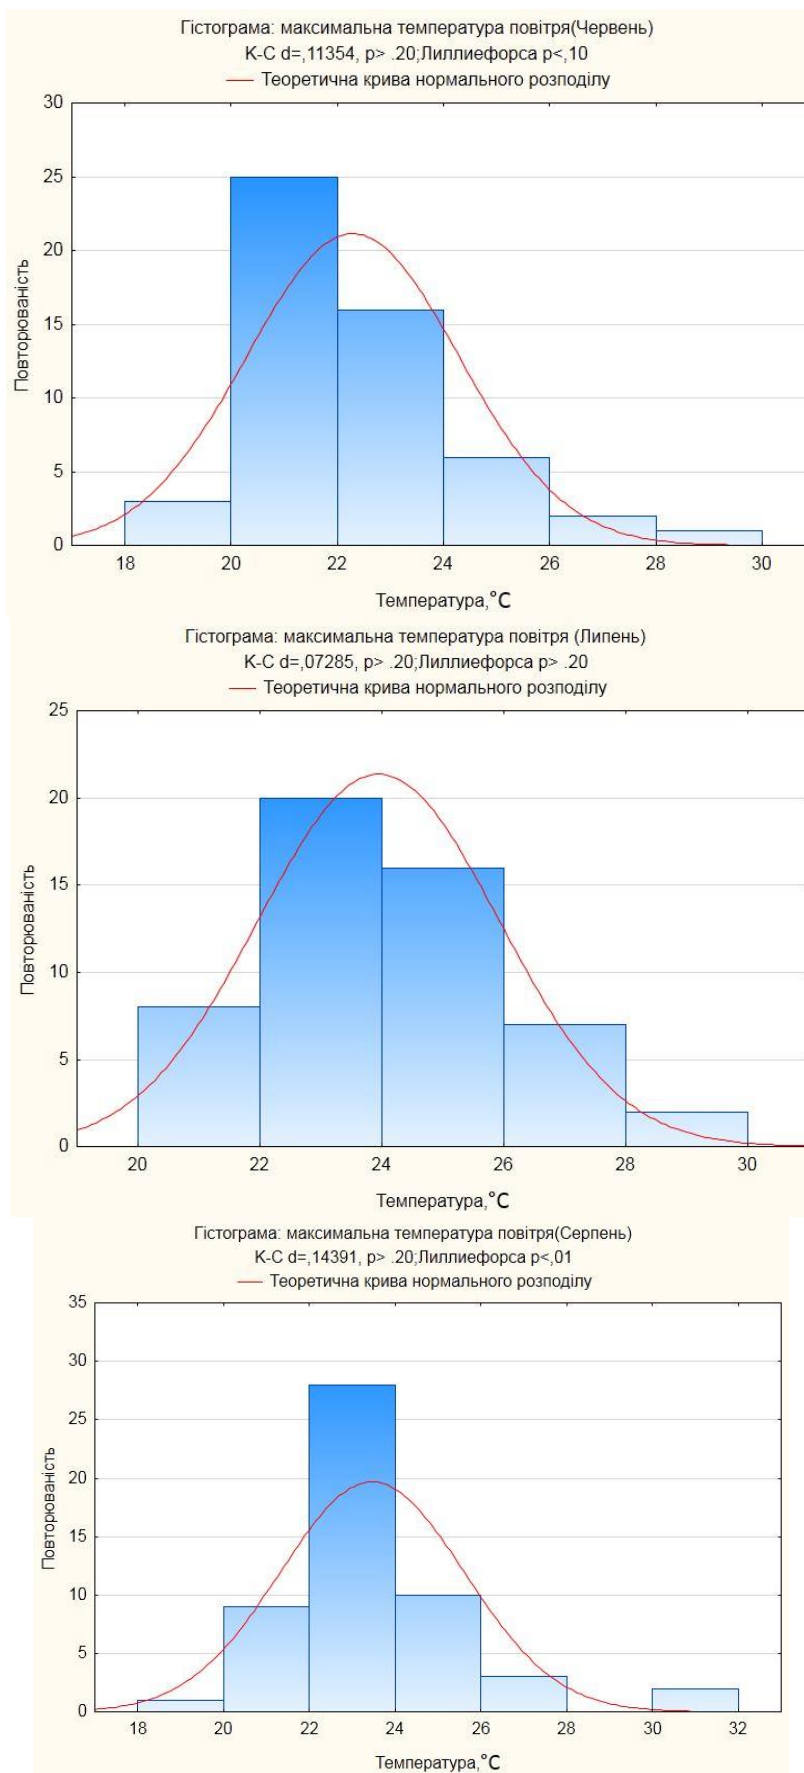 Гістограма: максимальна температура повітря(Червень)
K-C d=,11354, p> .20;Лиллиефорса p<,10
Теоретична крива нормального розподілу
30
25
20
15
10
5
0
Повторюваність
18 20 22 24 26 28 30
Температура,°C
Гістограма: максимальна температура повітря (Липень)
K-C d=,07285, p> .20;Лиллиефорса p> .20
Теоретична крива нормального розподілу
25
20
15
10
5
0
Повторюваність
20 22 24 26 28 30
Температура,°C
Гістограма: максимальна температура повітря(Серпень)
K-C d=,14391, p> .20;Лиллиефорса p<,01
Теоретична крива нормального розподілу
35
30
25
20
15
10
5
0
Повторюваність
18 20 22 24 26 28 30 32
Температура,°C